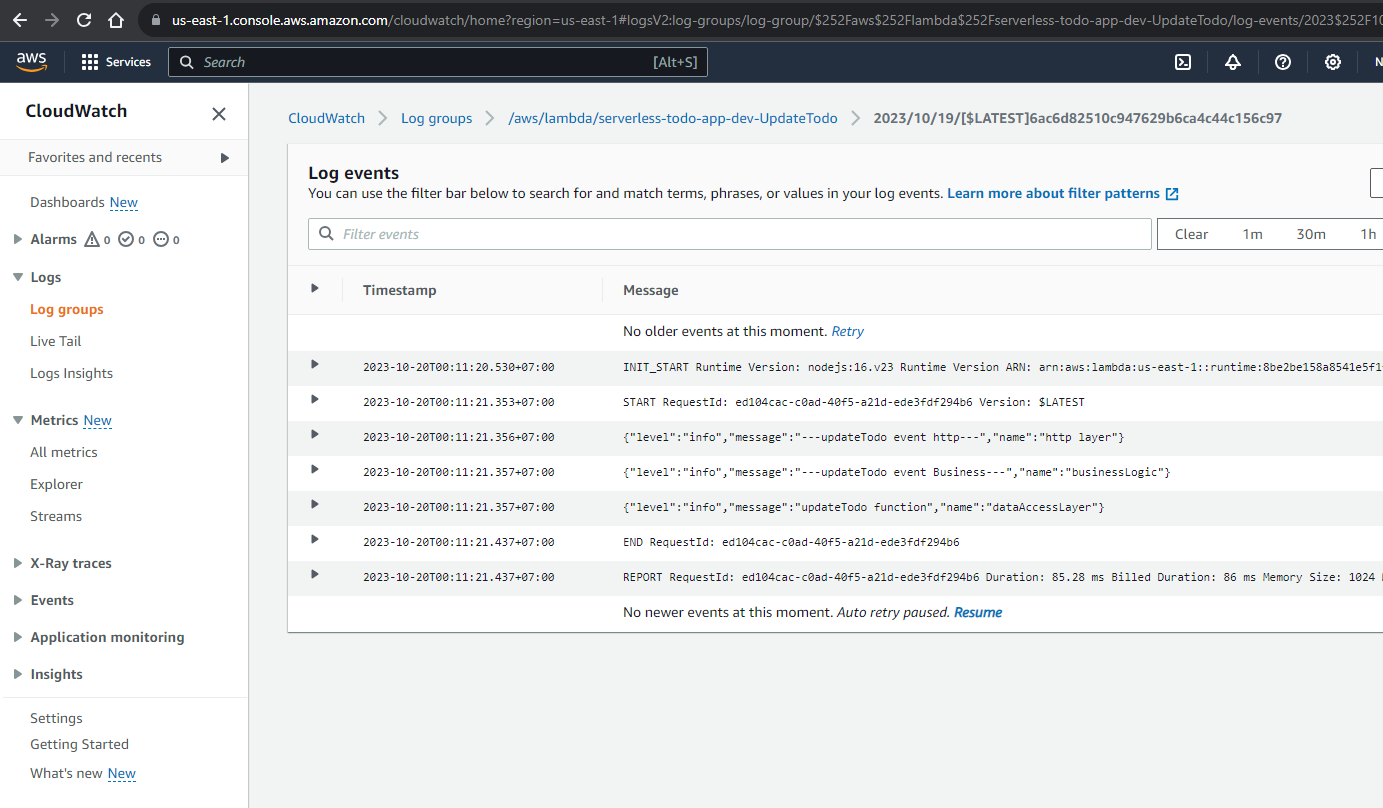 us-east-1.console.aws.amazon.com/cloudwatch/home?region=us-east-1#logsV2:log-groups/log-group/$252Faws$252Flambda$252Fserverless-todo-app-dev-UpdateTodo/log-events/2023$252F10
aws Services Search [Alt+S] N
CloudWatch
Favorites and recents
Dashboards New
Alarms 0 0 0
Logs
Log groups
Live Tail
Logs Insights
Metrics New
All metrics
Explorer
Streams
X-Ray traces
Events
Application monitoring
Insights
Settings
Getting Started
What's new New
CloudWatch Log groups /aws/lambda/serverless-todo-app-dev-UpdateTodo 2023/10/19/[$LATEST]6ac6d82510c947629b6ca4c44c156c97
Log events
You can use the filter bar below to search for and match terms, phrases, or values in your log events. Learn more about filter patterns
Filter events Clear 1m 30m 1h
Timestamp Message
No older events at this moment. Retry
2023-10-20T00:11:20.530+07:00 INIT_START Runtime Version: nodejs:16.v23 Runtime Version ARN: arn:aws:lambda:us-east-1::runtime:8be2be158a8541e5f1
2023-10-20T00:11:21.353+07:00 START RequestId: ed104cac-c0ad-40f5-a21d-ede3fdf294b6 Version: $LATEST
2023-10-20T00:11:21.356+07:00 {"level":"info","message":"---updateTodo event http---","name":"http layer"}
2023-10-20T00:11:21.357+07:00 {"level":"info","message":"---updateTodo event Business---","name":"businessLogic"}
2023-10-20T00:11:21.357+07:00 {"level":"info","message":"updateTodo function","name":"dataAccessLayer"}
2023-10-20T00:11:21.437+07:00 END RequestId: ed104cac-c0ad-40f5-a21d-ede3fdf294b6
2023-10-20T00:11:21.437+07:00 REPORT RequestId: ed104cac-c0ad-40f5-a21d-ede3fdf294b6 Duration: 85.28 ms Billed Duration: 86 ms Memory Size: 1024
No newer events at this moment. Auto retry paused. Resume